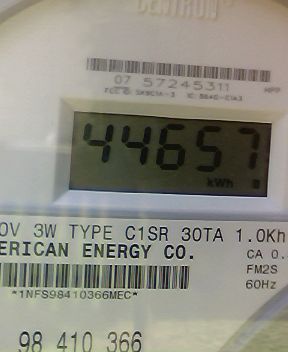 CENTRON
07 57245311
44657
kWh
0V 3W TYPE C1SR 30TA 1.0Kh
ERICAN ENERGY CO. CA 0.
FM2S
*1NFS98410366MEC* 60Hz
98 410 366